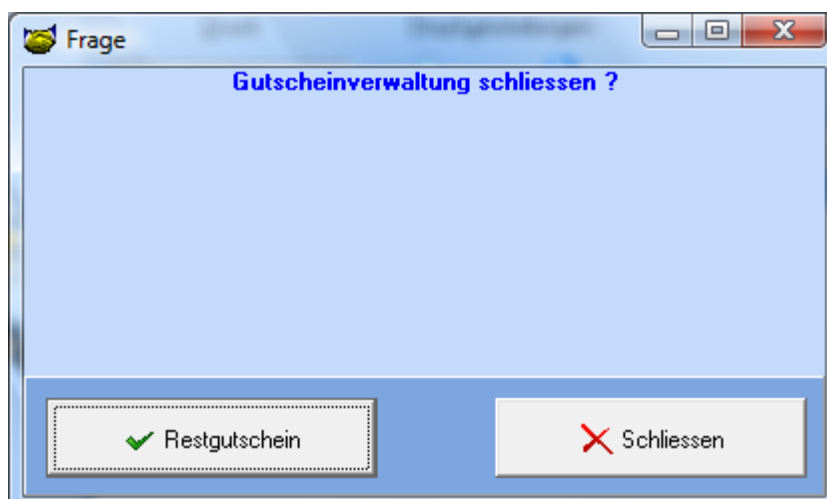 Frage
Gutscheinverwaltung schliessen ?
Restgutschein
Schliessen